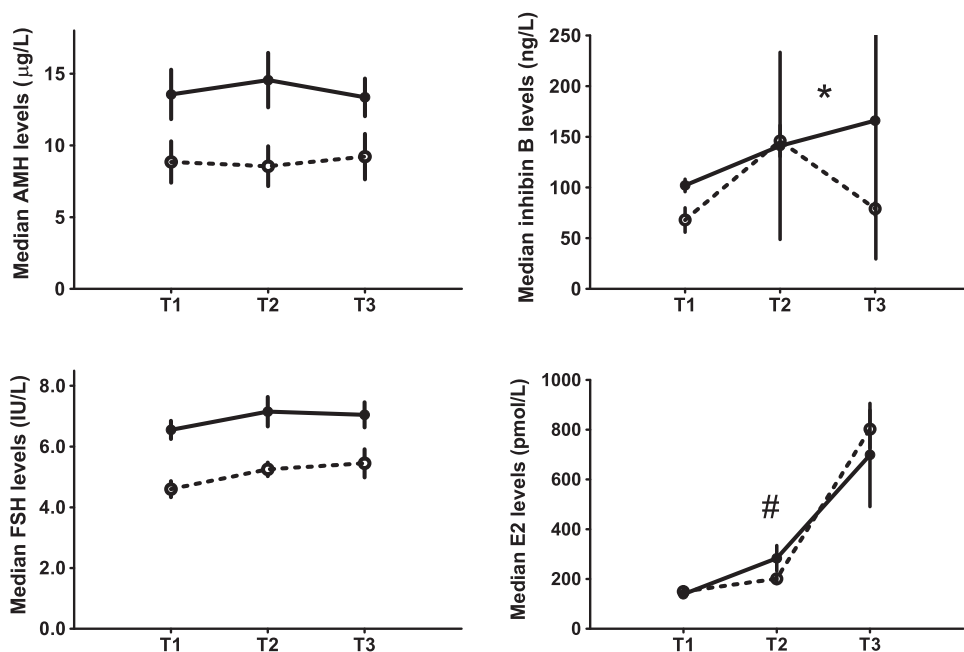 Median AMH levels (μg/L)
15
10
5
0
T1 T2 T3
Median inhibin B levels (ng/L)
250
200
150
100
50
0
*
T1 T2 T3
Median FSH levels (IU/L)
8.0
6.0
4.0
2.0
0.0
T1 T2 T3
Median E2 levels (pmol/L)
1000
800
600
400
200
0
#
T1 T2 T3